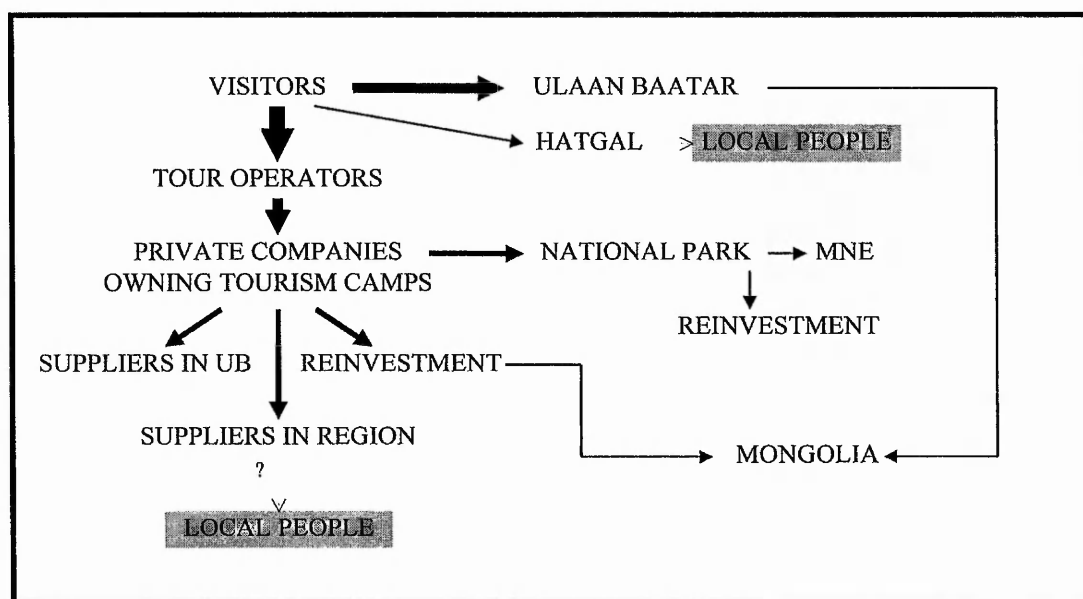 VISITORS
ULAAN BAATAR
HATGAL
LOCAL PEOPLE
TOUR OPERATORS
PRIVATE COMPANIES
OWNING TOURISM CAMPS
NATIONAL PARK
MNE
REINVESTMENT
SUPPLIERS IN UB
REINVESTMENT
SUPPLIERS IN REGION
?
MONGOLIA
LOCAL PEOPLE